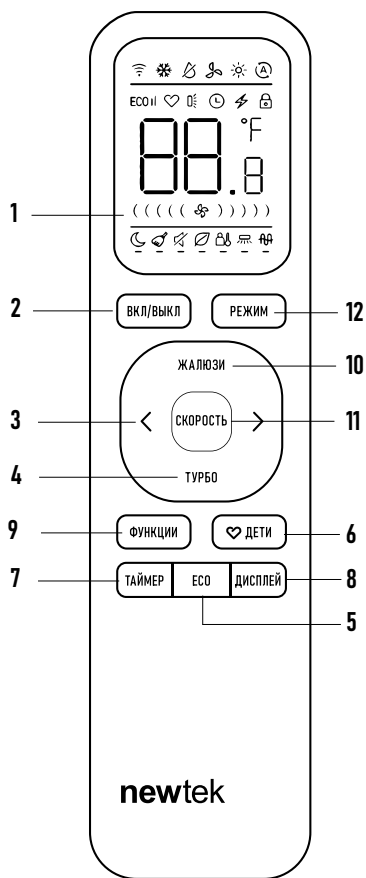 ECO
88.8 °F
1
2 ВКЛ/ВЫКЛ РЕЖИМ 12
ЖАЛЮЗИ 10
3 < СКОРОСТЬ > 11
4 ТУРБО
9 ФУНКЦИИ ДЕТИ 6
7 ТАЙМЕР ECO ДИСПЛЕЙ 8
5
newtek